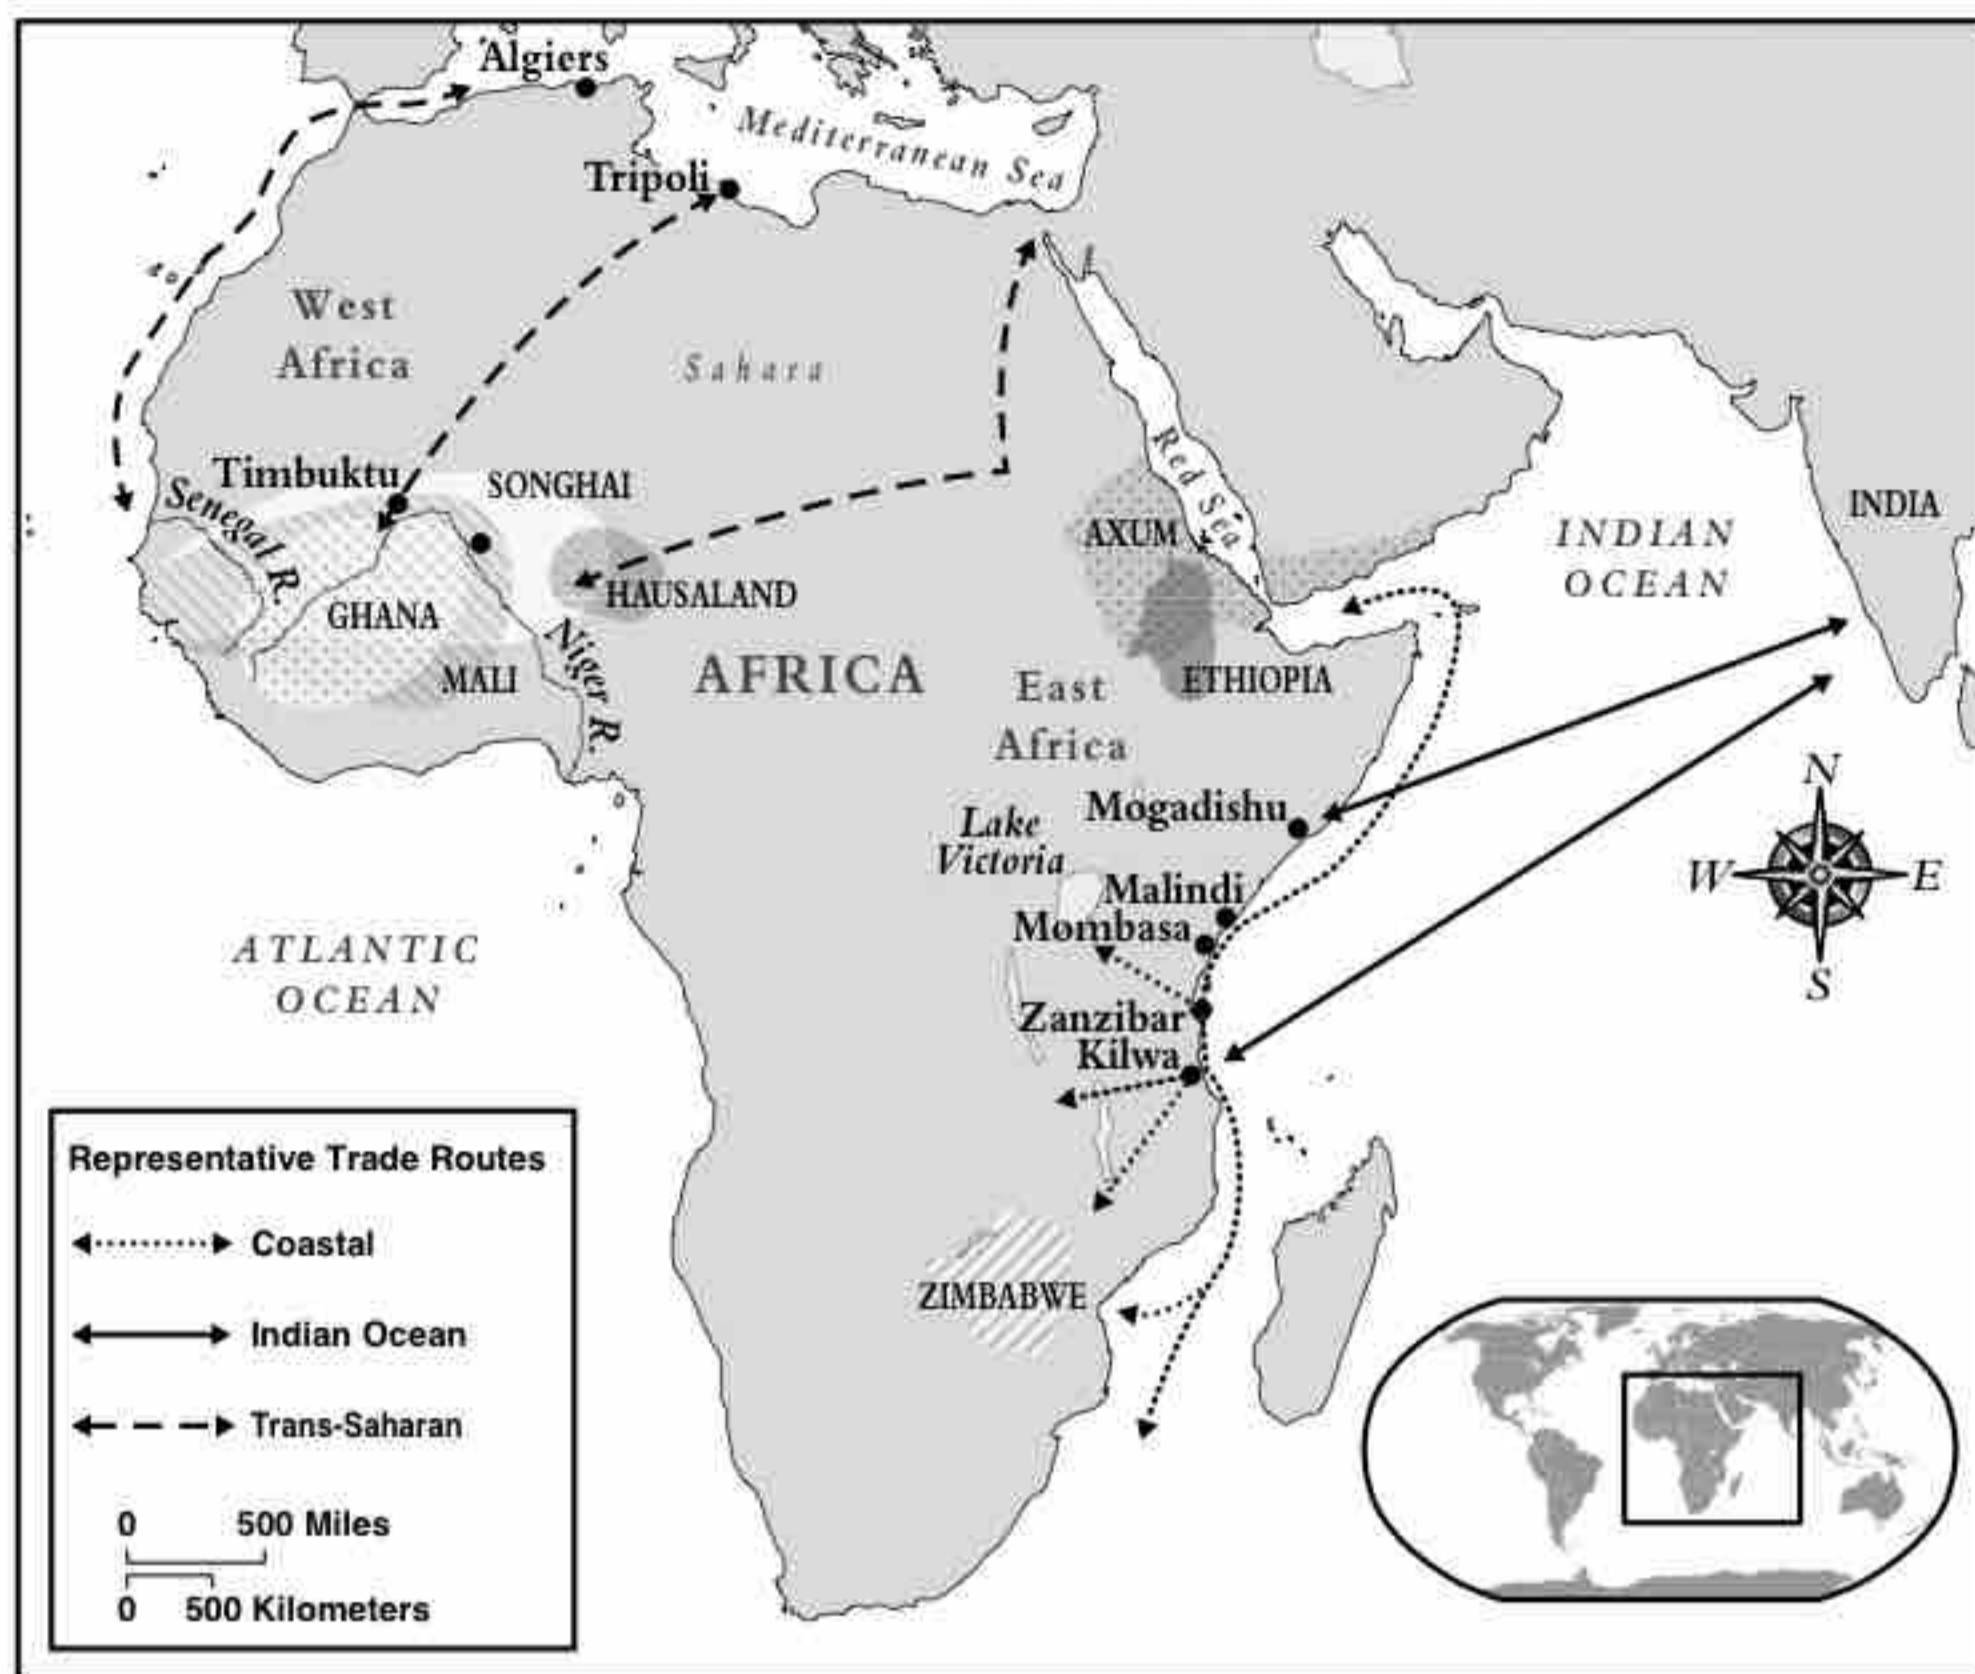 Algiers
Mediterranean Sea
Tripoli
West
Africa
Sahara
Timbuktu
SONGHAI
Senegal R.
GHANA
HAUSALAND
MALI
Niger R.
AFRICA
AXUM
Red Sea
ETHIOPIA
East
Africa
INDIAN
OCEAN
INDIA
Mogadishu
Lake
Victoria
Malindi
Mombasa
Zanzibar
Kilwa
ATLANTIC
OCEAN
ZIMBABWE
N
W
E
S
Representative Trade Routes
Coastal
Indian Ocean
Trans-Saharan
0 500 Miles
0 500 Kilometers